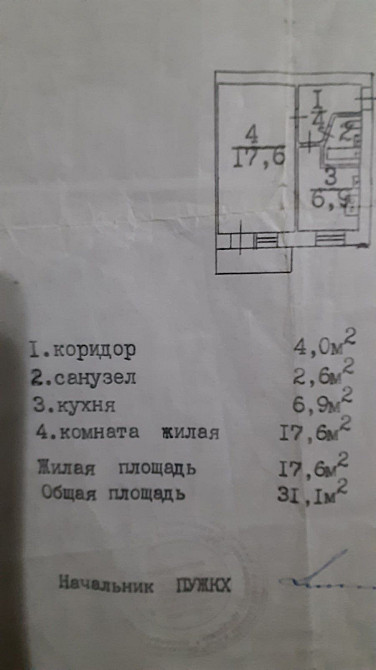 1
4
2
4
17,6
3
6,9
1.коридор 4,0м²
2.санузел 2,6м²
3.кухня 6,9м²
4.комната жилая 17,6м²
Жилая площадь 17,6м²
Общая площадь 31,1м²
Начальник ПУЖКХ